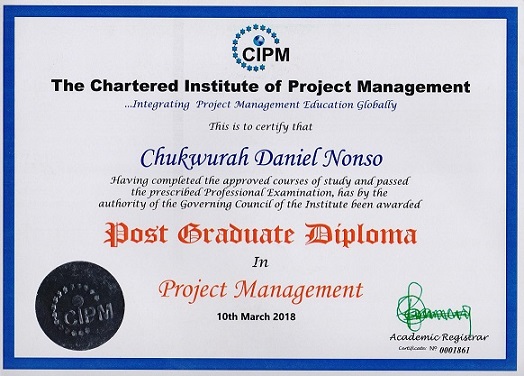 CIPM
The Chartered Institute of Project Management
...Integrating Project Management Education Globally
This is to certify that
Chukwurah Daniel Nonso
Having completed the approved courses of study and passed
the prescribed Professional Examination, has by the
authority of the Governing Council of the Institute been awarded
Post Graduate Diploma
In
Project Management
10th March 2018
CIPM
Academic Registrar
Certificate Nº 0001861